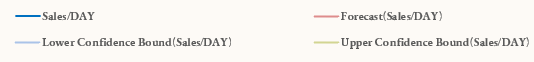 Sales/DAY Forecast(Sales/DAY)
Lower Confidence Bound(Sales/DAY) Upper Confidence Bound(Sales/DAY)